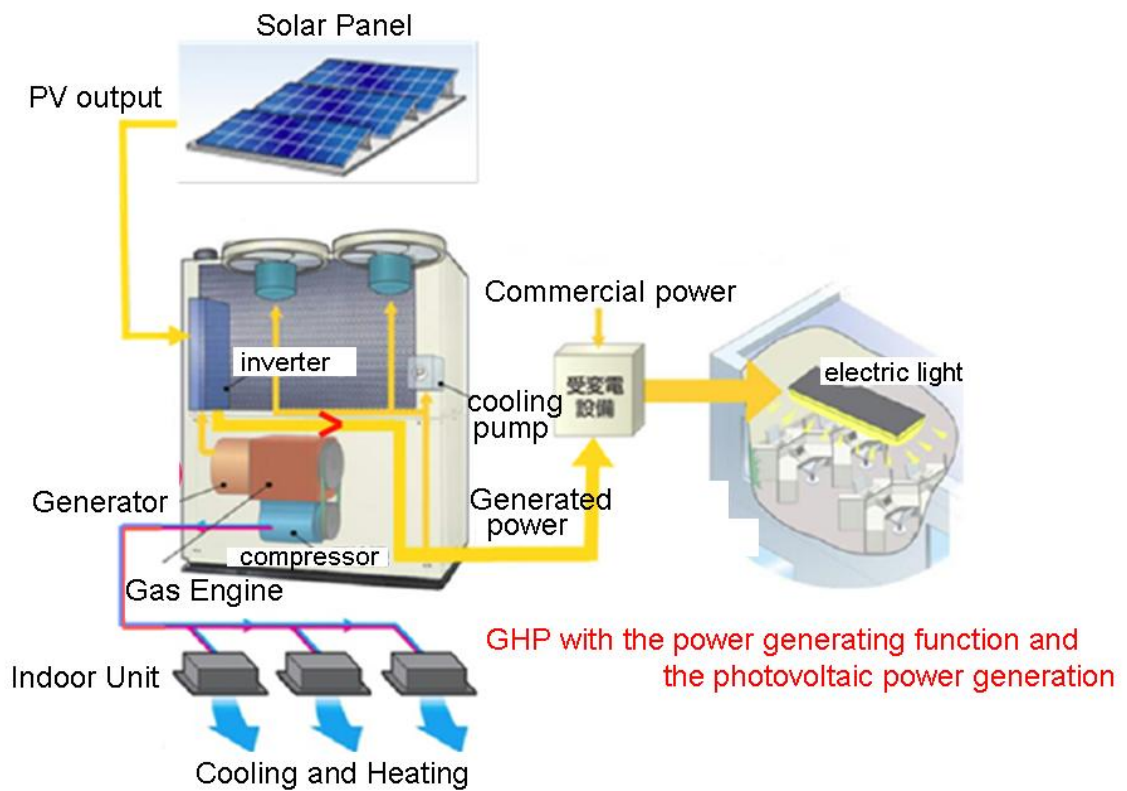 Solar Panel
PV output
Commercial power
inverter
electric light
受変電
設備
cooling
pump
Generator
Generated
power
compressor
Gas Engine
GHP with the power generating function and
the photovoltaic power generation
Indoor Unit
Cooling and Heating